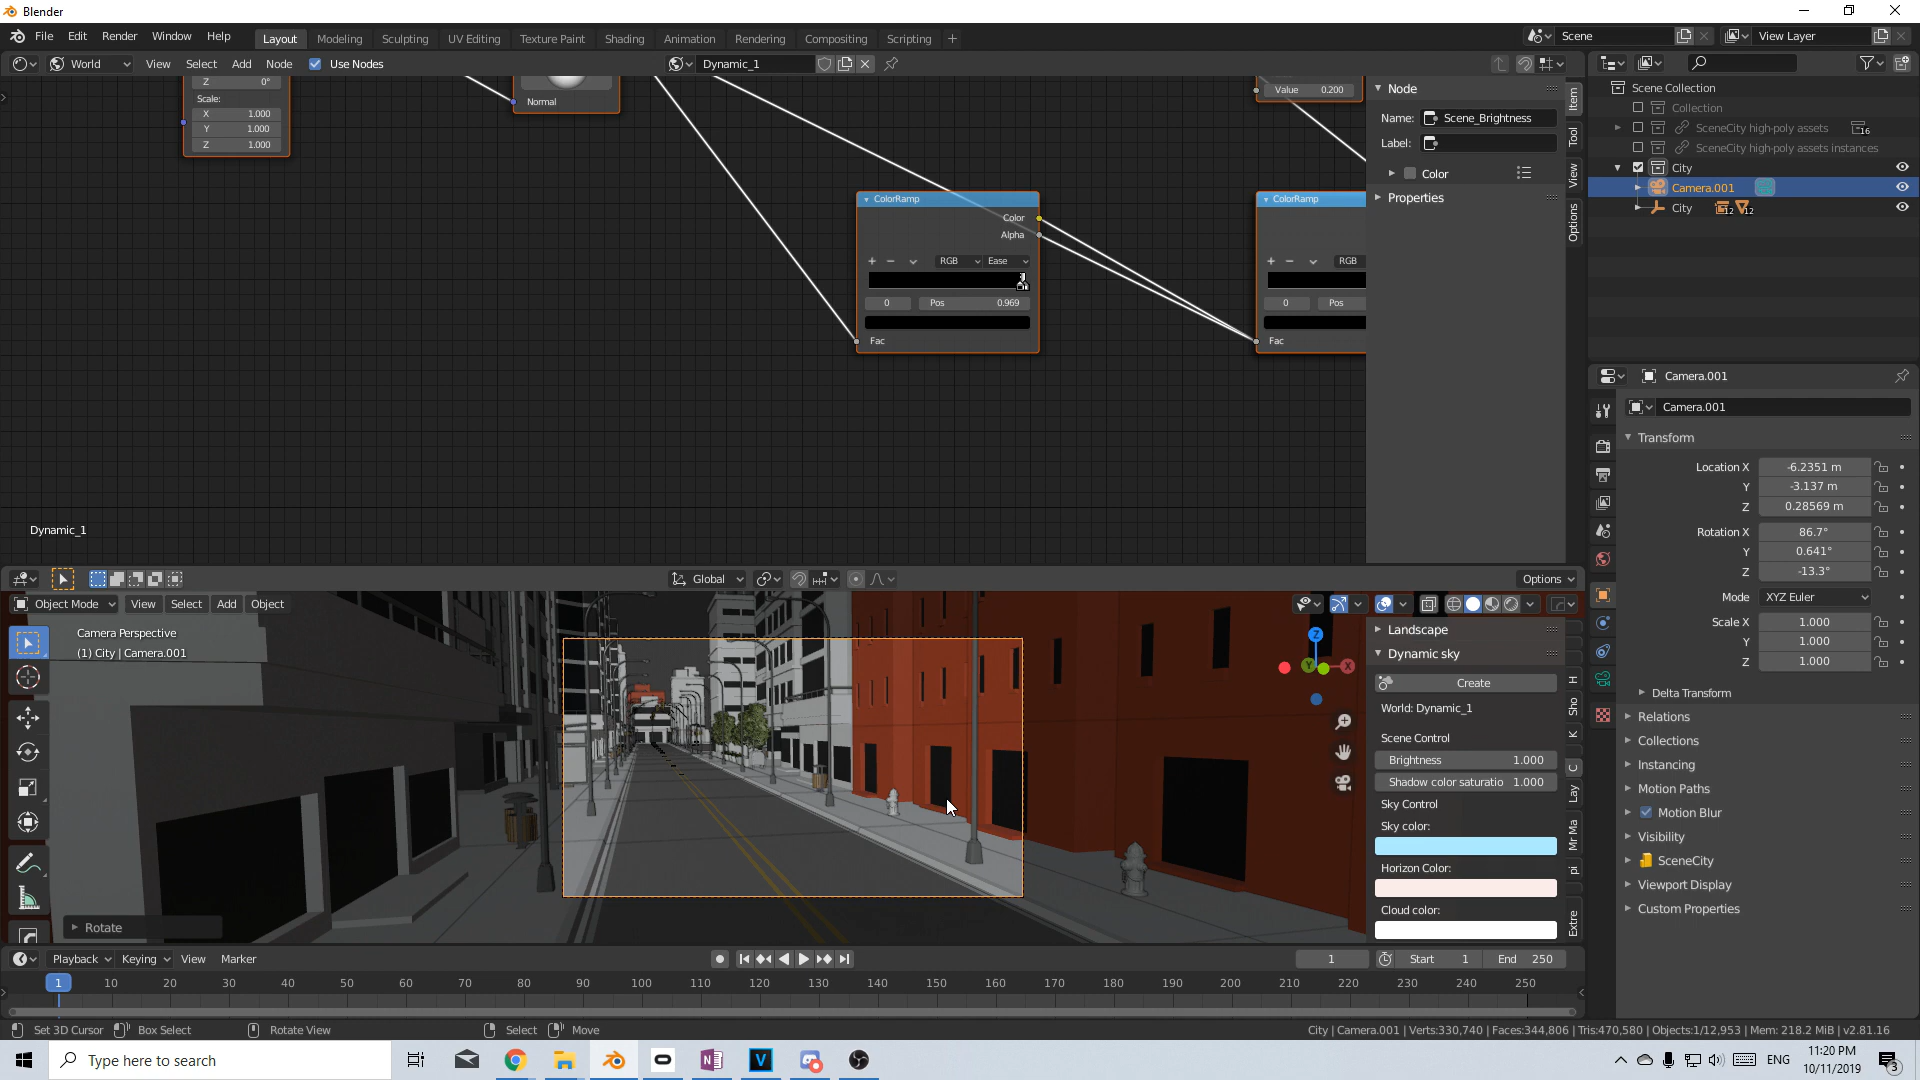 Blender
File Edit Render Window Help
Layout Modeling Sculpting UV Editing Texture Paint Shading Animation Rendering Compositing Scripting +
Scene
View Layer
World View Select Add Node Use Nodes
Dynamic_1
Z 0°
Scale:
X 1.000
Y 1.000
Z 1.000
Normal
Value 0.200
ColorRamp
Color
Alpha
RGB Ease
0 Pos 0.969
Fac
ColorRamp
RGB
0 Pos
Fac
Dynamic_1
Node
Name: Scene_Brightness
Label:
Color
Properties
Item
Tool
View
Options
Scene Collection
Collection
SceneCity high-poly assets 16
SceneCity high-poly assets instances
City
Camera.001
City 12 12
Camera.001
Camera.001
Transform
Location X -6.2351 m
Y -3.137 m
Z 0.28569 m
Rotation X 86.7°
Y 0.641°
Z -13.3°
Mode XYZ Euler
Scale X 1.000
Y 1.000
Z 1.000
Delta Transform
Relations
Collections
Instancing
Motion Paths
Motion Blur
Visibility
SceneCity
Viewport Display
Custom Properties
Global
Options
Object Mode View Select Add Object
Camera Perspective
(1) City | Camera.001
Rotate
Z
Y
X
Landscape
Dynamic sky
Create
World: Dynamic_1
Scene Control
Brightness 1.000
Shadow color saturatio 1.000
Sky Control
Sky color:
Horizon Color:
Cloud color:
H
Sho
K
C
Lay
Mr Ma
pi
Extre
Playback Keying View Marker
1 Start 1 End 250
1 10 20 30 40 50 60 70 80 90 100 110 120 130 140 150 160 170 180 190 200 210 220 230 240 250
Set 3D Cursor Box Select Rotate View Select Move
City | Camera.001 | Verts:330,740 | Faces:344,806 | Tris:470,580 | Objects:1/12,953 | Mem: 218.2 MiB | v2.81.16
Type here to search
ENG
11:20 PM
10/11/2019
3